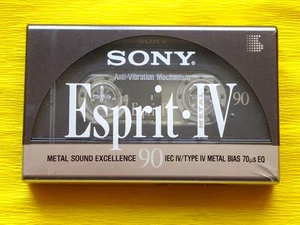 SONY
Anti-Vibration Mechanism
Esprit·IV
90
METAL SOUND EXCELLENCE 90 IEC IV/TYPE IV METAL BIAS 70µs EQ